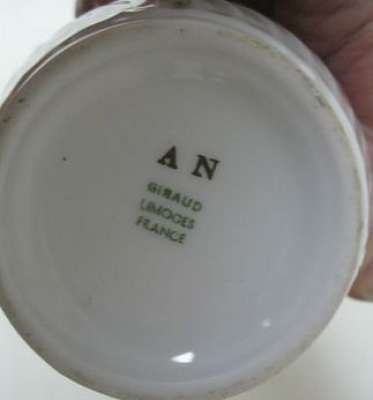 A N
GIRAUD
LIMOGES
FRANCE